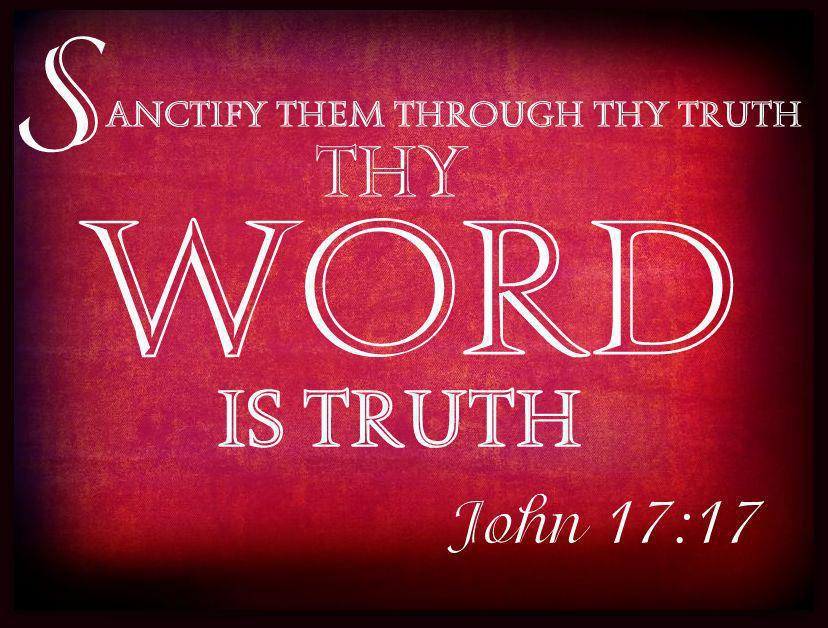 SANCTIFY THEM THROUGH THY TRUTH
THY
WORD
IS TRUTH
John 17:17